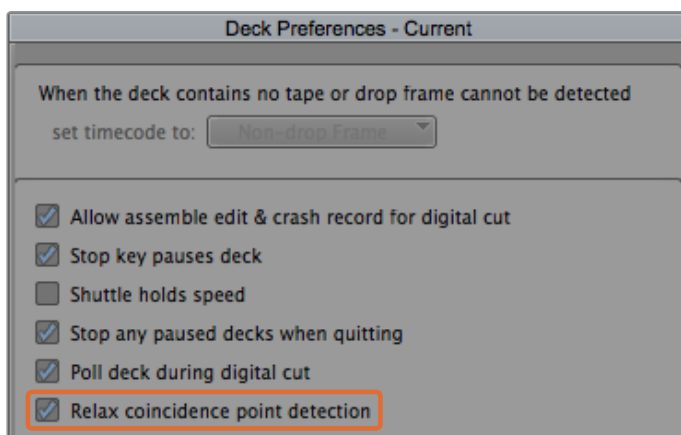 Deck Preferences - Current
When the deck contains no tape or drop frame cannot be detected
set timecode to: Non-drop Frame
Allow assemble edit & crash record for digital cut
Stop key pauses deck
Shuttle holds speed
Stop any paused decks when quitting
Poll deck during digital cut
Relax coincidence point detection